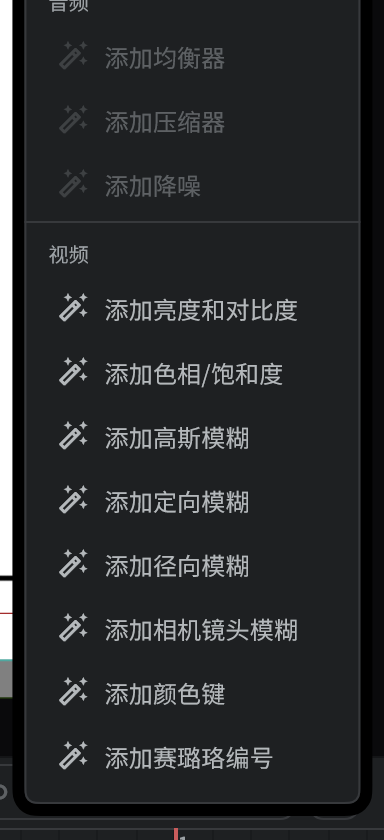 音频
添加均衡器
添加压缩器
添加降噪
视频
添加亮度和对比度
添加色相/饱和度
添加高斯模糊
添加定向模糊
添加径向模糊
添加相机镜头模糊
添加颜色键
添加赛璐珞编号